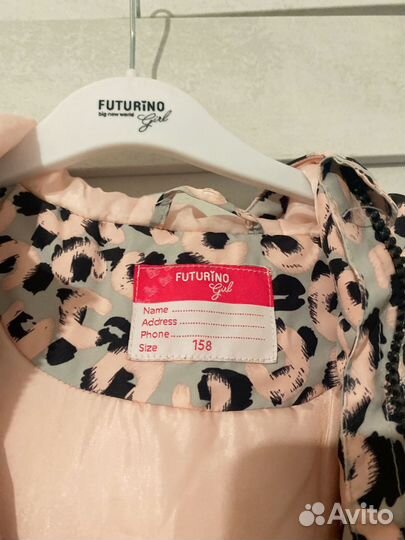 FUTURiNO
big new world Girl
FUTURiNO
Girl
Name
Address
Phone
Size 158
Avito